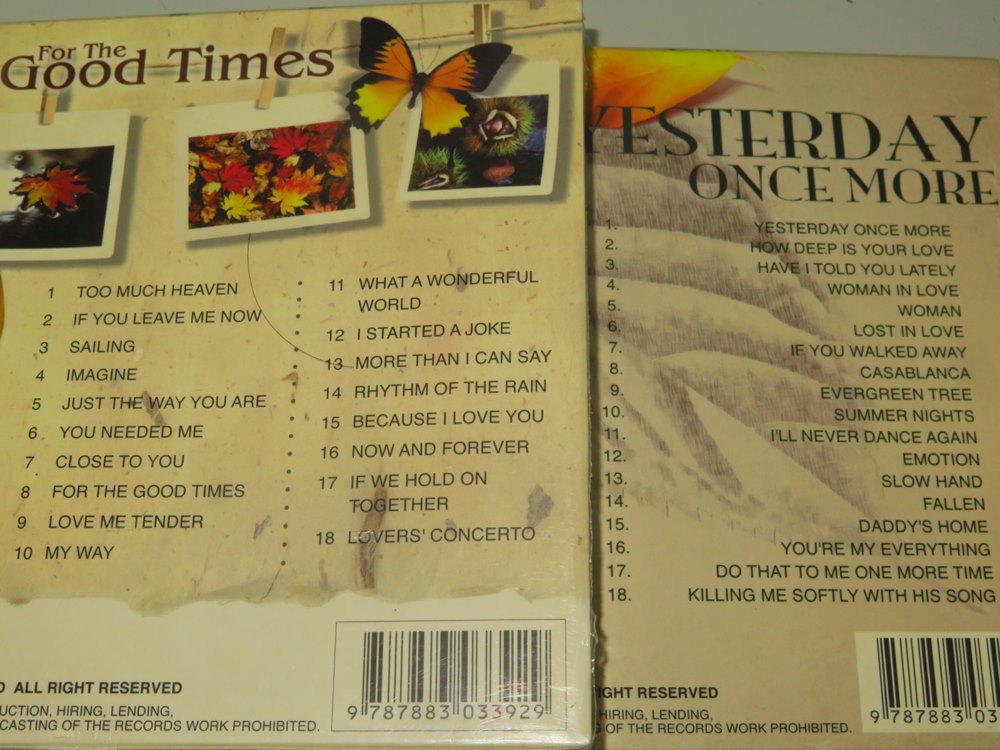 For The
Good Times
1 TOO MUCH HEAVEN
2 IF YOU LEAVE ME NOW
3 SAILING
4 IMAGINE
5 JUST THE WAY YOU ARE
6 YOU NEEDED ME
7 CLOSE TO YOU
8 FOR THE GOOD TIMES
9 LOVE ME TENDER
10 MY WAY
11 WHAT A WONDERFUL
WORLD
12 I STARTED A JOKE
13 MORE THAN I CAN SAY
14 RHYTHM OF THE RAIN
15 BECAUSE I LOVE YOU
16 NOW AND FOREVER
17 IF WE HOLD ON
TOGETHER
18 LOVERS' CONCERTO
ALL RIGHT RESERVED
UCTION, HIRING, LENDING,
CASTING OF THE RECORDS WORK PROHIBITED.
9 787883 033929
YESTERDAY
ONCE MORE
1. YESTERDAY ONCE MORE
2. HOW DEEP IS YOUR LOVE
3. HAVE I TOLD YOU LATELY
4. WOMAN IN LOVE
5. WOMAN
6. LOST IN LOVE
7. IF YOU WALKED AWAY
8. CASABLANCA
9. EVERGREEN TREE
10. SUMMER NIGHTS
11. I'LL NEVER DANCE AGAIN
12. EMOTION
13. SLOW HAND
14. FALLEN
15. DADDY'S HOME
16. YOU'RE MY EVERYTHING
17. DO THAT TO ME ONE MORE TIME
18. KILLING ME SOFTLY WITH HIS SONG
IGHT RESERVED
HIRING, LENDING,
G OF THE RECORDS WORK PROHIBITED.
9 787883 03